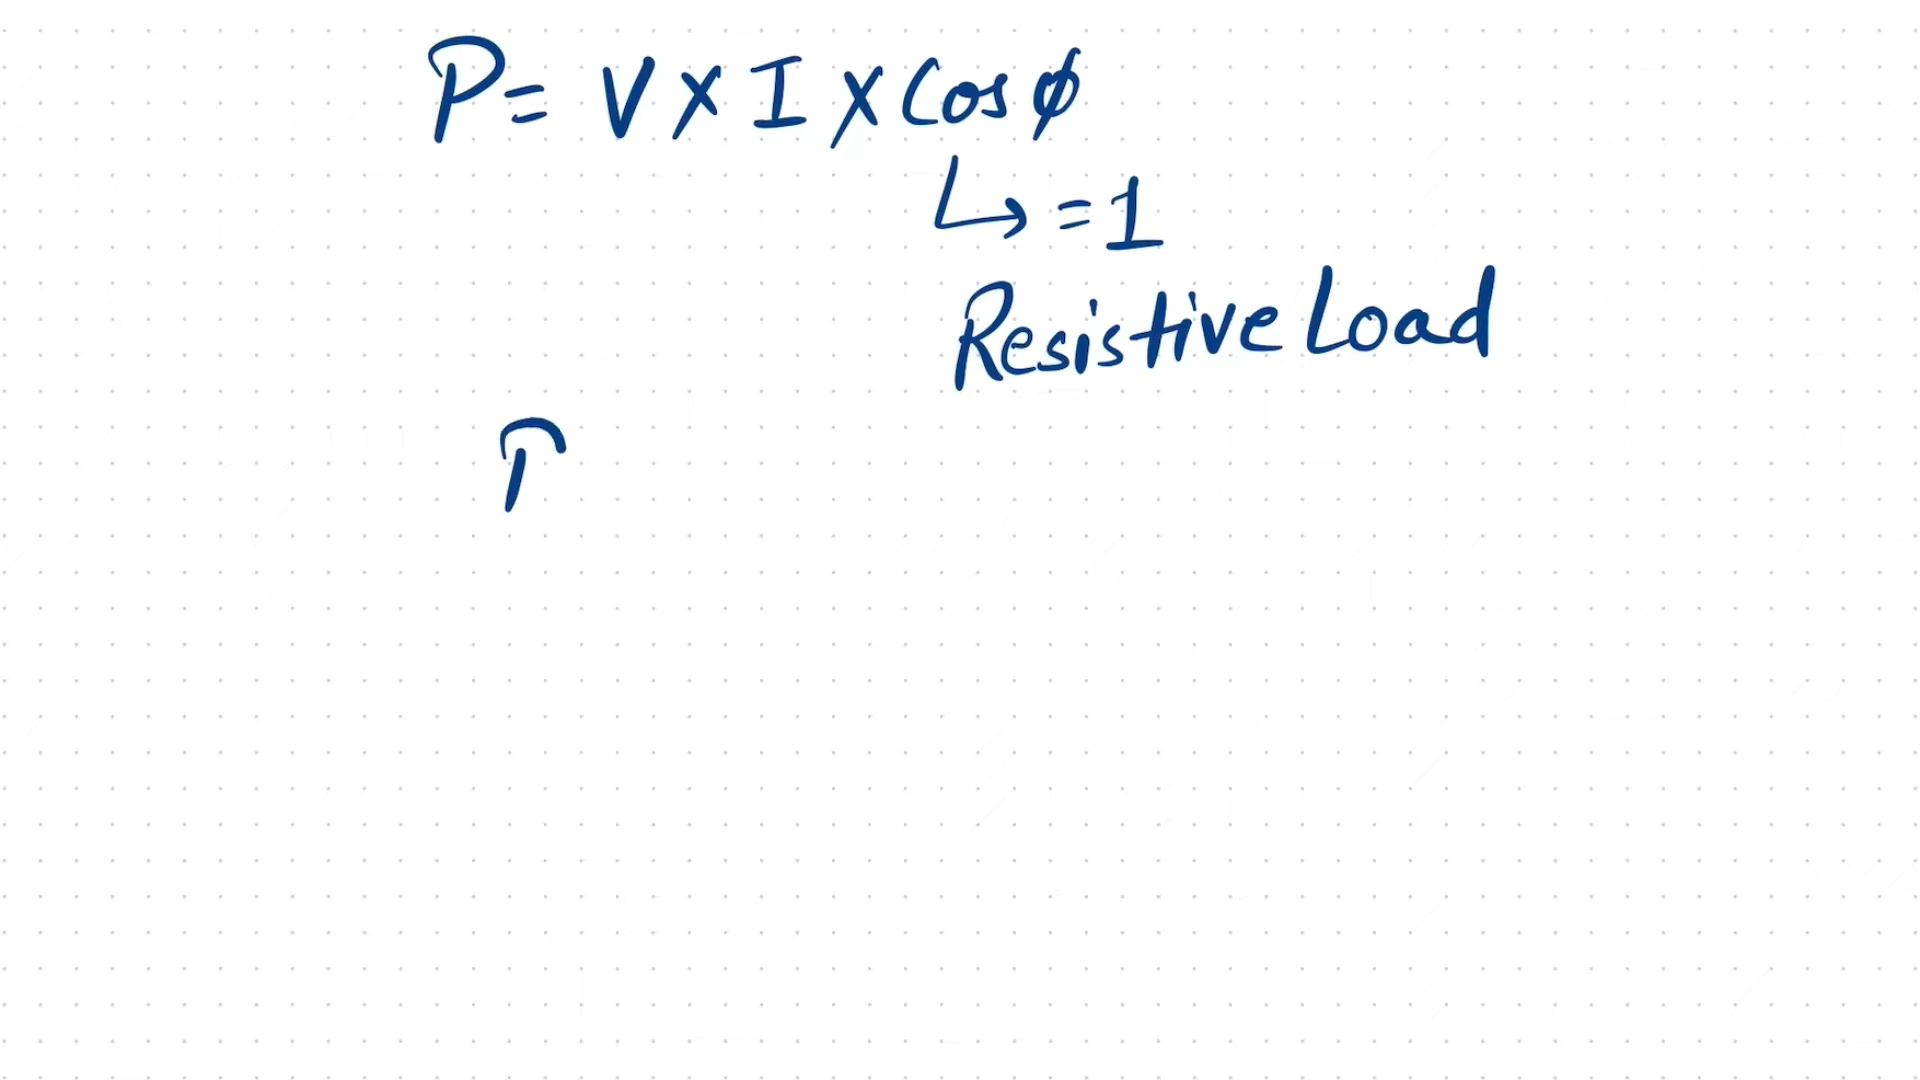 P= V X I X Cos φ
↳ = 1
Resistive Load